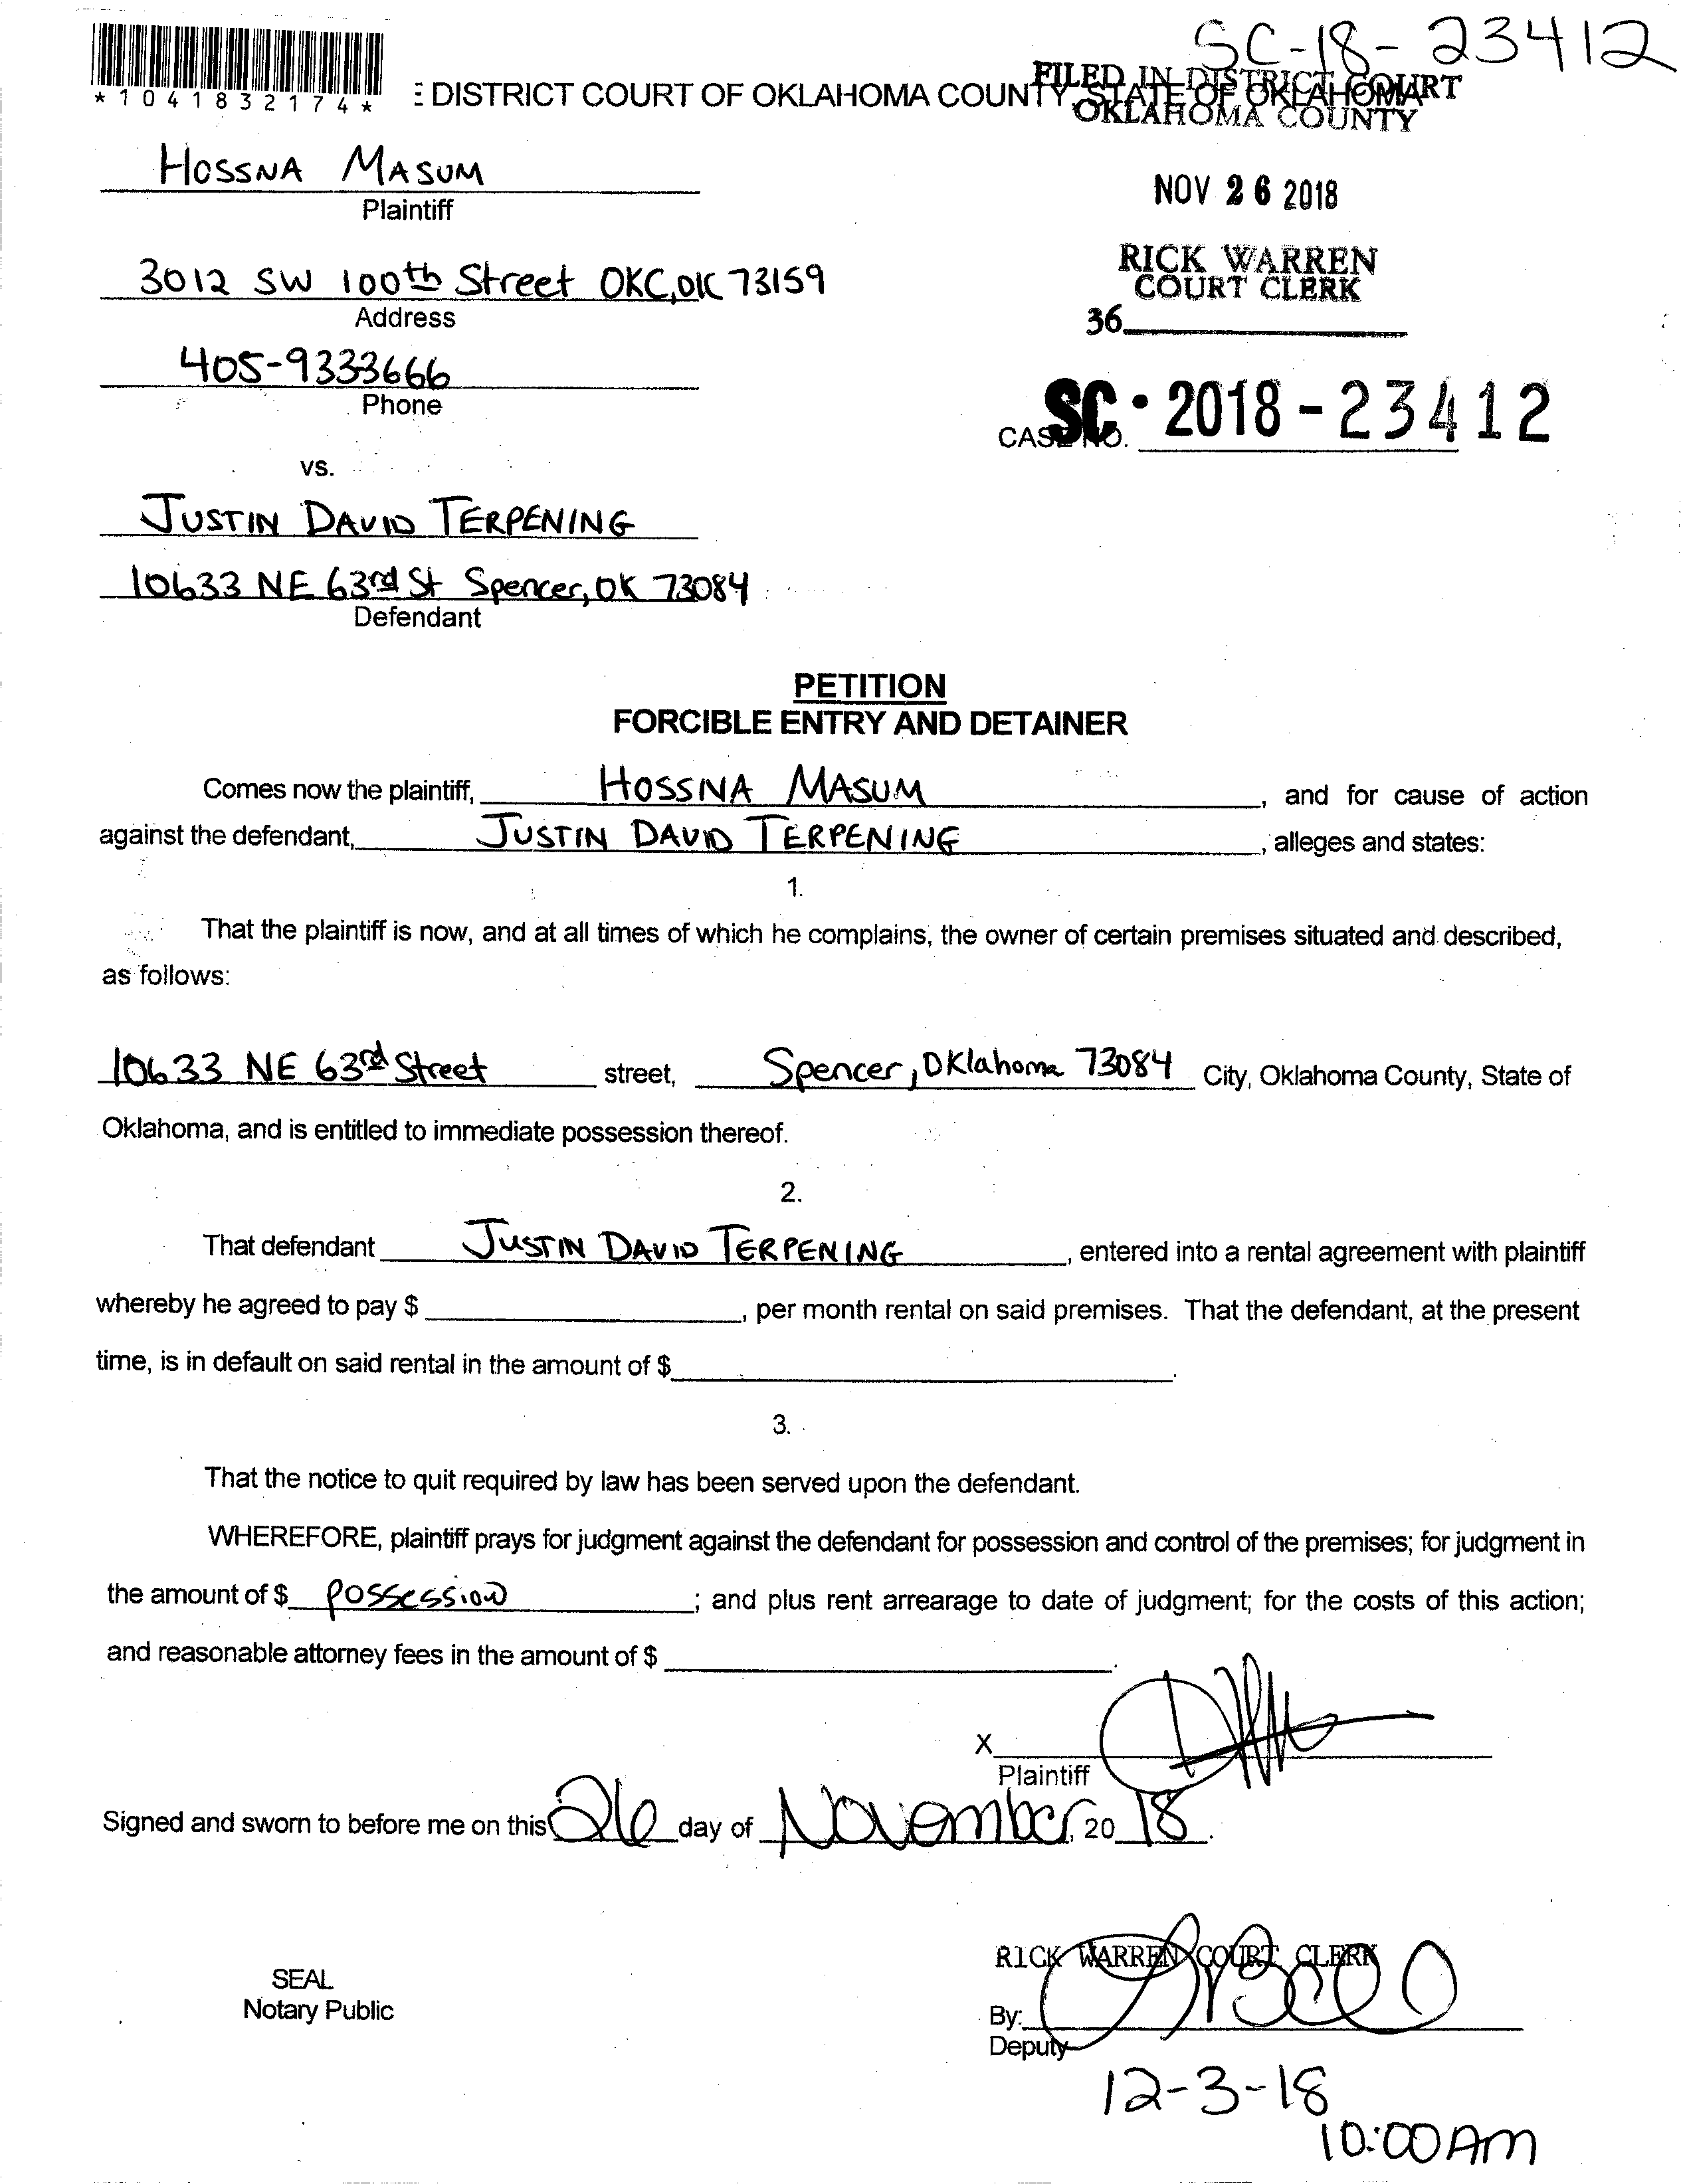 SC-18-23412
*1041832174*
E DISTRICT COURT OF OKLAHOMA COUNTY, STATE OF OKLAHOMA
FILED IN DISTRICT COURT
OKLAHOMA COUNTY
HOSSNA MASUM
Plaintiff
NOV 26 2018
3012 SW 100th Street OKC, OK 73159
Address
RICK WARREN
COURT CLERK
36
405-9333666
Phone
CASE NO. SC-2018-23412
vs.
JUSTIN DAVID TERPENING
10633 NE 63rd St Spencer, OK 73084
Defendant
PETITION
FORCIBLE ENTRY AND DETAINER
Comes now the plaintiff, HOSSNA MASUM, and for cause of action
against the defendant, JUSTIN DAVID TERPENING, alleges and states:
1.
That the plaintiff is now, and at all times of which he complains, the owner of certain premises situated and described,
as follows:
10633 NE 63rd Street street, Spencer, Oklahoma 73084 City, Oklahoma County, State of
Oklahoma, and is entitled to immediate possession thereof.
2.
That defendant JUSTIN DAVID TERPENING, entered into a rental agreement with plaintiff
whereby he agreed to pay $ , per month rental on said premises. That the defendant, at the present
time, is in default on said rental in the amount of $ .
3.
That the notice to quit required by law has been served upon the defendant.
WHEREFORE, plaintiff prays for judgment against the defendant for possession and control of the premises; for judgment in
the amount of $ Possession ; and plus rent arrearage to date of judgment; for the costs of this action;
and reasonable attorney fees in the amount of $ .
X
Plaintiff
Signed and sworn to before me on this 26 day of November, 20 18.
RICK WARREN COURT CLERK
SEAL
Notary Public
By:
Deputy
12-3-18
10:00 AM